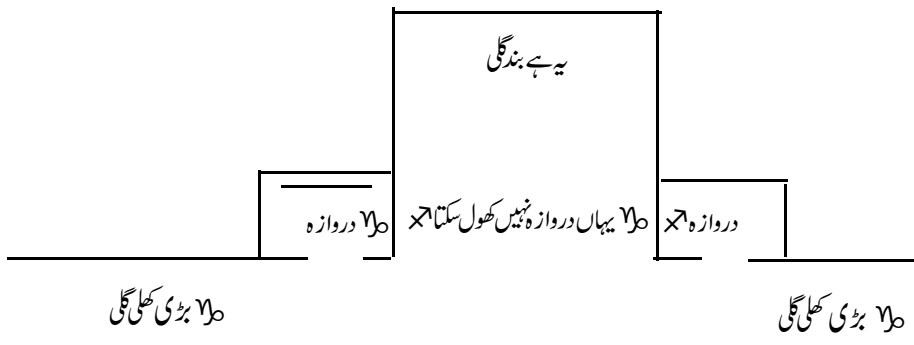 یہ ہے بند گلی
دروازہ ♐ ♑ یہاں دروازہ نہیں کھول سکتا ♐ ♑ دروازہ
♑ بڑی کھلی گلی ♑ بڑی کھلی گلی